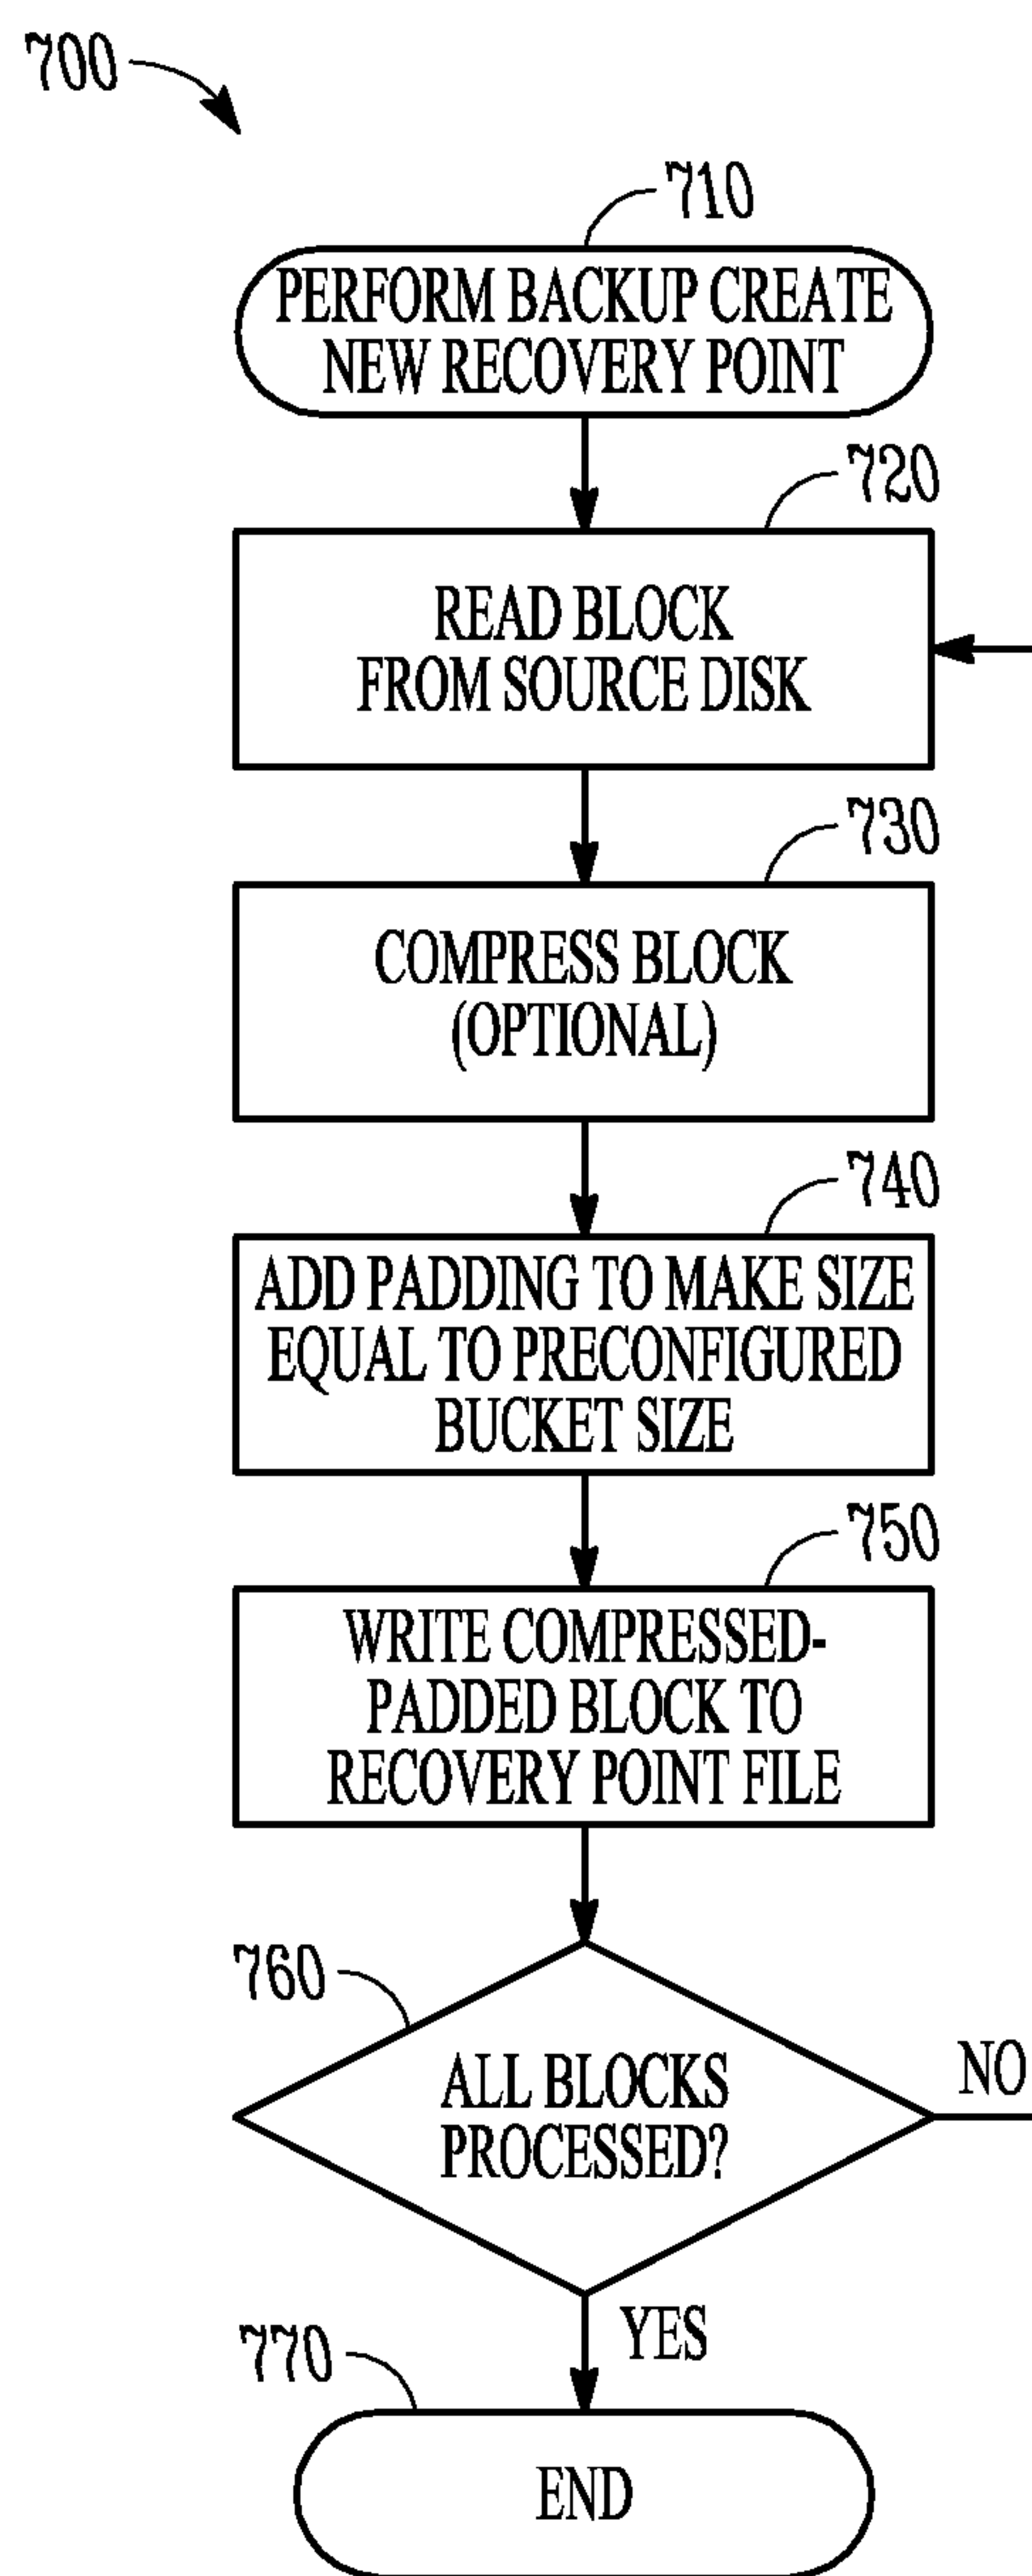 700
710
PERFORM BACKUP CREATE
NEW RECOVERY POINT
720
READ BLOCK
FROM SOURCE DISK
730
COMPRESS BLOCK
(OPTIONAL)
740
ADD PADDING TO MAKE SIZE
EQUAL TO PRECONFIGURED
BUCKET SIZE
750
WRITE COMPRESSED-
PADDED BLOCK TO
RECOVERY POINT FILE
760
ALL BLOCKS
PROCESSED?
NO
YES
770
END